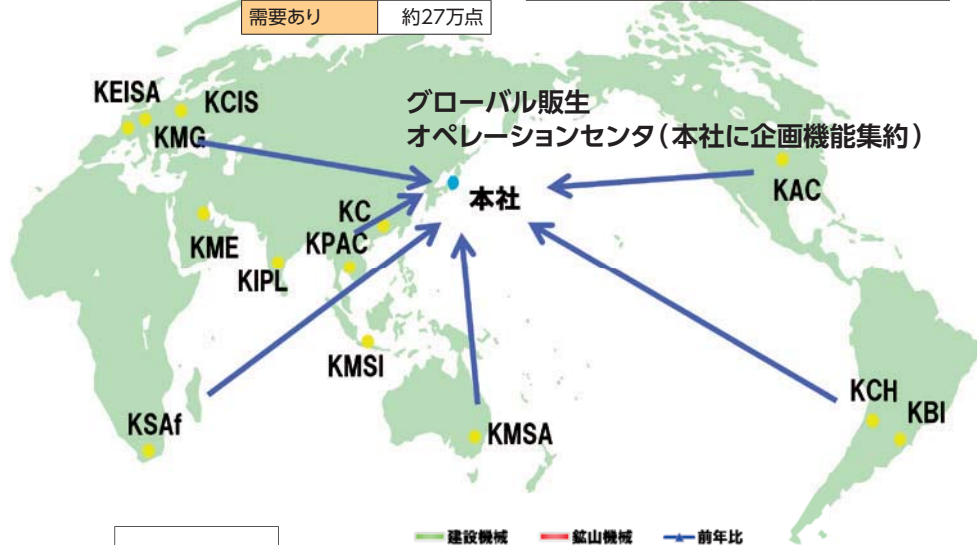 需要あり 約27万点
KEISA
KCIS
KMG
グローバル販生
オペレーションセンタ（本社に企画機能集約）
本社
KAC
KC
KPAC
KME
KIPL
KMSI
KCH
KBI
KSAf
KMSA
建設機械 鉱山機械 前年比